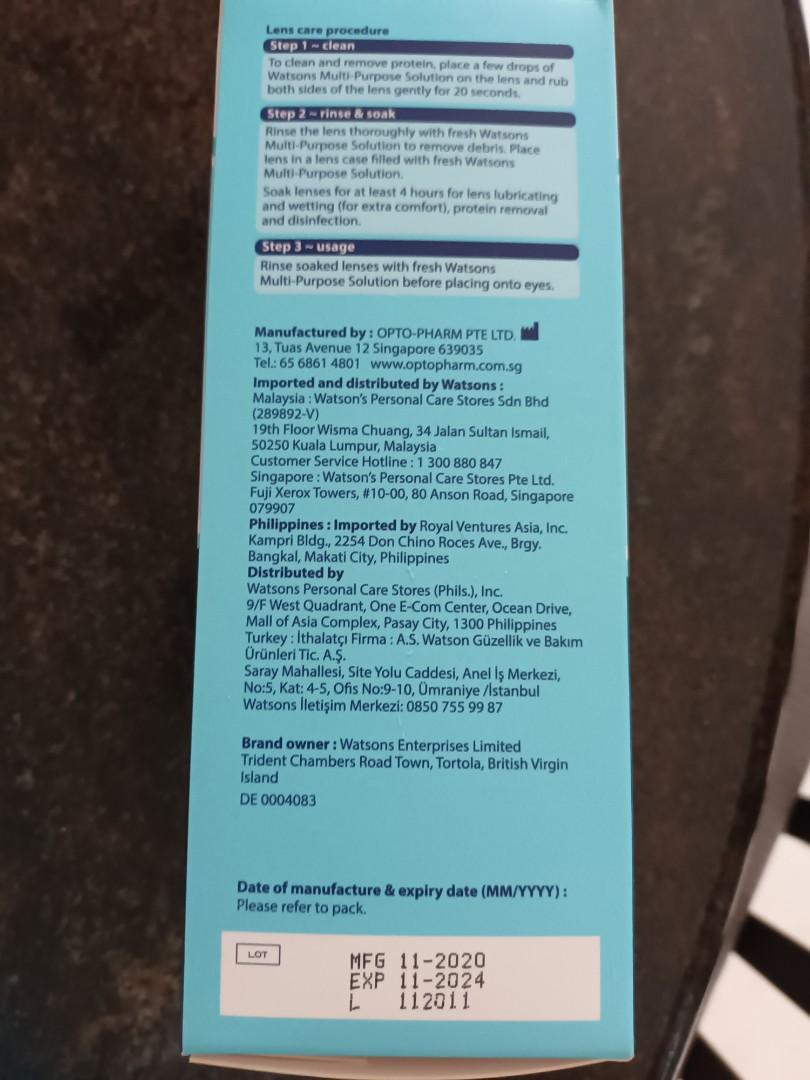 Lens care procedure
Step 1 ~ clean
To clean and remove protein, place a few drops of
Watsons Multi-Purpose Solution on the lens and rub
both sides of the lens gently for 20 seconds.
Step 2 ~ rinse & soak
Rinse the lens thoroughly with fresh Watsons
Multi-Purpose Solution to remove debris. Place
lens in a lens case filled with fresh Watsons
Multi-Purpose Solution.
Soak lenses for at least 4 hours for lens lubricating
and wetting (for extra comfort), protein removal
and disinfection.
Step 3 ~ usage
Rinse soaked lenses with fresh Watsons
Multi-Purpose Solution before placing onto eyes.
Manufactured by : OPTO-PHARM PTE LTD.
13, Tuas Avenue 12 Singapore 639035
Tel.: 65 6861 4801 www.optopharm.com.sg
Imported and distributed by Watsons :
Malaysia : Watson's Personal Care Stores Sdn Bhd
(289892-V)
19th Floor Wisma Chuang, 34 Jalan Sultan Ismail,
50250 Kuala Lumpur, Malaysia
Customer Service Hotline : 1 300 880 847
Singapore : Watson's Personal Care Stores Pte Ltd.
Fuji Xerox Towers, #10-00, 80 Anson Road, Singapore
079907
Philippines : Imported by Royal Ventures Asia, Inc.
Kampri Bldg., 2254 Don Chino Roces Ave., Brgy.
Bangkal, Makati City, Philippines
Distributed by
Watsons Personal Care Stores (Phils.), Inc.
9/F West Quadrant, One E-Com Center, Ocean Drive,
Mall of Asia Complex, Pasay City, 1300 Philippines
Turkey : İthalatçı Firma : A.S. Watson Güzellik ve Bakım
Ürünleri Tic. A.Ş.
Saray Mahallesi, Site Yolu Caddesi, Anel İş Merkezi,
No:5, Kat: 4-5, Ofis No:9-10, Ümraniye /İstanbul
Watsons İletişim Merkezi: 0850 755 99 87
Brand owner : Watsons Enterprises Limited
Trident Chambers Road Town, Tortola, British Virgin
Island
DE 0004083
Date of manufacture & expiry date (MM/YYYY) :
Please refer to pack.
LOT
MFG 11-2020
EXP 11-2024
L 112011